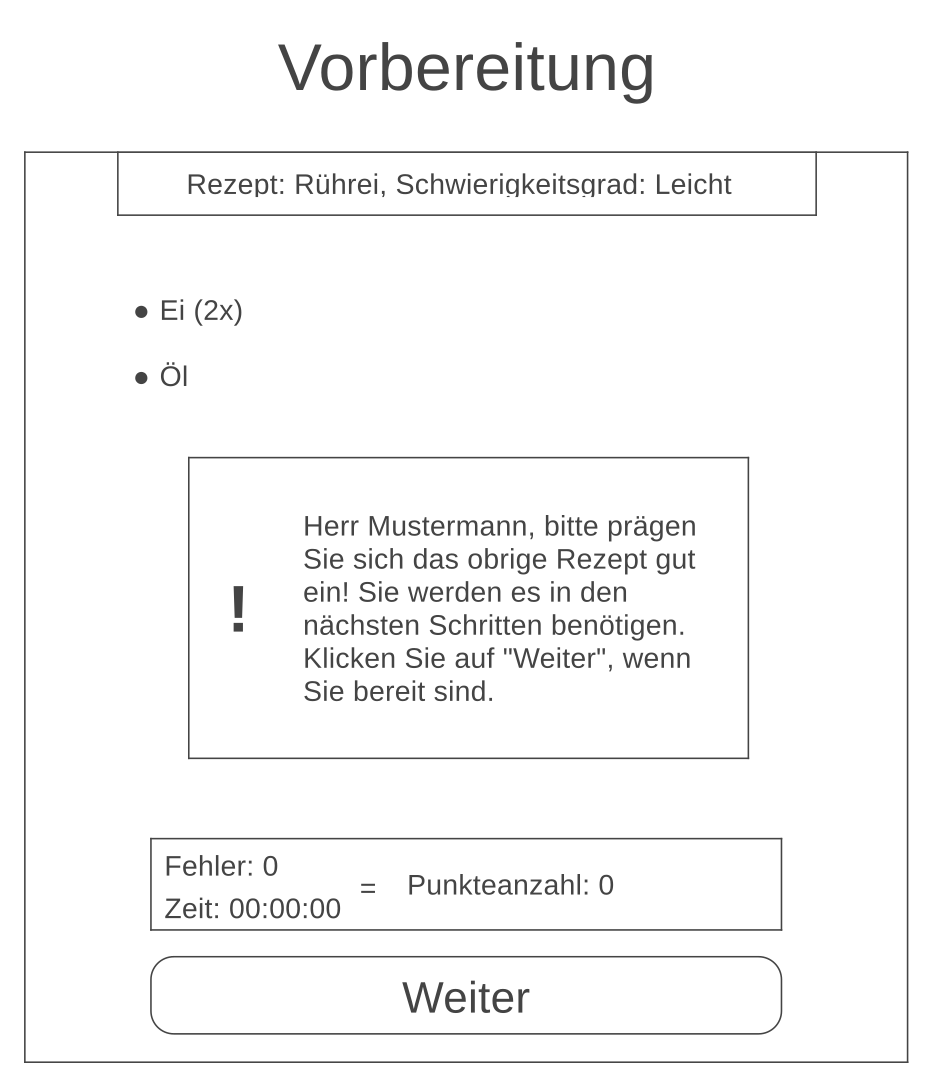 Vorbereitung
Rezept: Rührei, Schwierigkeitsgrad: Leicht
● Ei (2x)
● Öl
!
Herr Mustermann, bitte prägen
Sie sich das obrige Rezept gut
ein! Sie werden es in den
nächsten Schritten benötigen.
Klicken Sie auf "Weiter", wenn
Sie bereit sind.
Fehler: 0
Zeit: 00:00:00
= Punkteanzahl: 0
Weiter